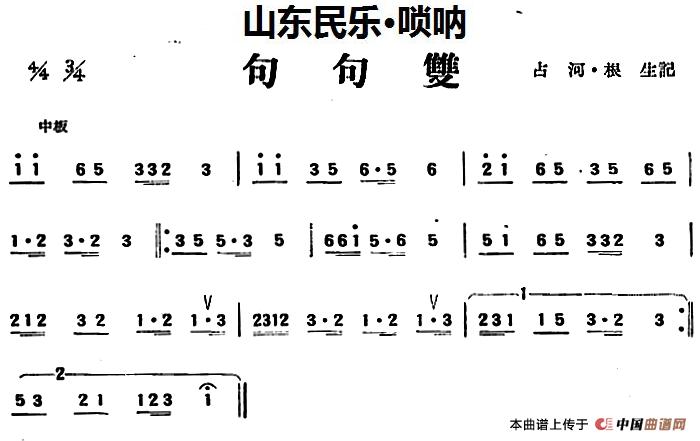 山东民乐·唢呐
4/4 3/4 句句雙 占河·根生記
中板
i i 6 5 3 3 2 3 | i i 3 5 6·5 6 | 2̇ i 6 5 3 5 6 5 |
1·2 3·2 3 ‖: 3 5 5·3 5 | 6 6 i 5·6 5 | 5 i 6 5 3 3 2 3 |
2 1 2 3 2 1·2 1·3 | 2 3 1 2 3·2 1·2 1·3 | 1 2 3 1 1 5 3·2 3 :‖
2 5 3 2 1 1 2 3 i ‖
本曲谱上传于 中国曲谱网